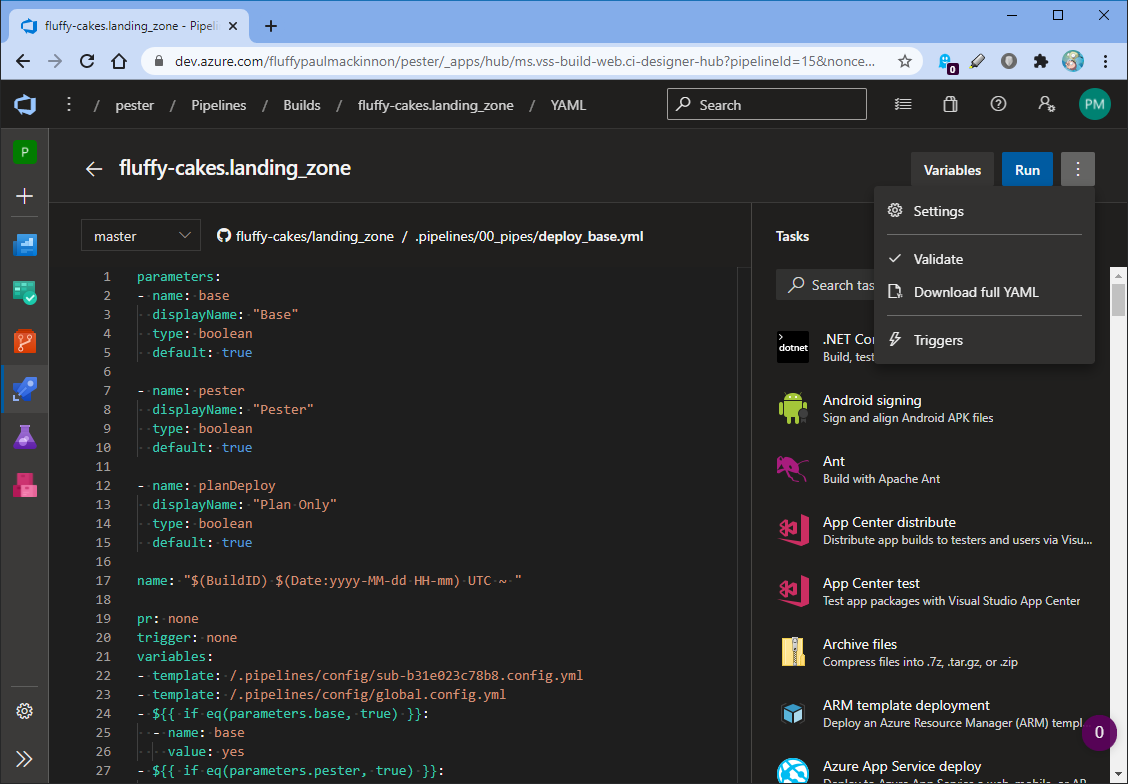 fluffy-cakes.landing_zone - Pipeli
dev.azure.com/fluffypaulmackinnon/pester/_apps/hub/ms.vss-build-web.ci-designer-hub?pipelineId=15&nonce...
0
/ pester / Pipelines / Builds / fluffy-cakes.landing_zone / YAML
Search
PM
P
fluffy-cakes.landing_zone
Variables
Run
Settings
Validate
Download full YAML
Triggers
master
fluffy-cakes/landing_zone / .pipelines/00_pipes/deploy_base.yml
1 parameters:
2 - name: base
3 displayName: "Base"
4 type: boolean
5 default: true
6
7 - name: pester
8 displayName: "Pester"
9 type: boolean
10 default: true
11
12 - name: planDeploy
13 displayName: "Plan Only"
14 type: boolean
15 default: true
16
17 name: "$(BuildID) $(Date:yyyy-MM-dd HH-mm) UTC ~ "
18
19 pr: none
20 trigger: none
21 variables:
22 - template: /.pipelines/config/sub-b31e023c78b8.config.yml
23 - template: /.pipelines/config/global.config.yml
24 - ${{ if eq(parameters.base, true) }}:
25 - name: base
26 value: yes
27 - ${{ if eq(parameters.pester, true) }}:
Tasks
Search tas
dotnet
.NET Co
Build, test
Android signing
Sign and align Android APK files
Ant
Build with Apache Ant
App Center distribute
Distribute app builds to testers and users via Visu...
App Center test
Test app packages with Visual Studio App Center
Archive files
Compress files into .7z, .tar.gz, or .zip
ARM template deployment
Deploy an Azure Resource Manager (ARM) templ
0
Azure App Service deploy